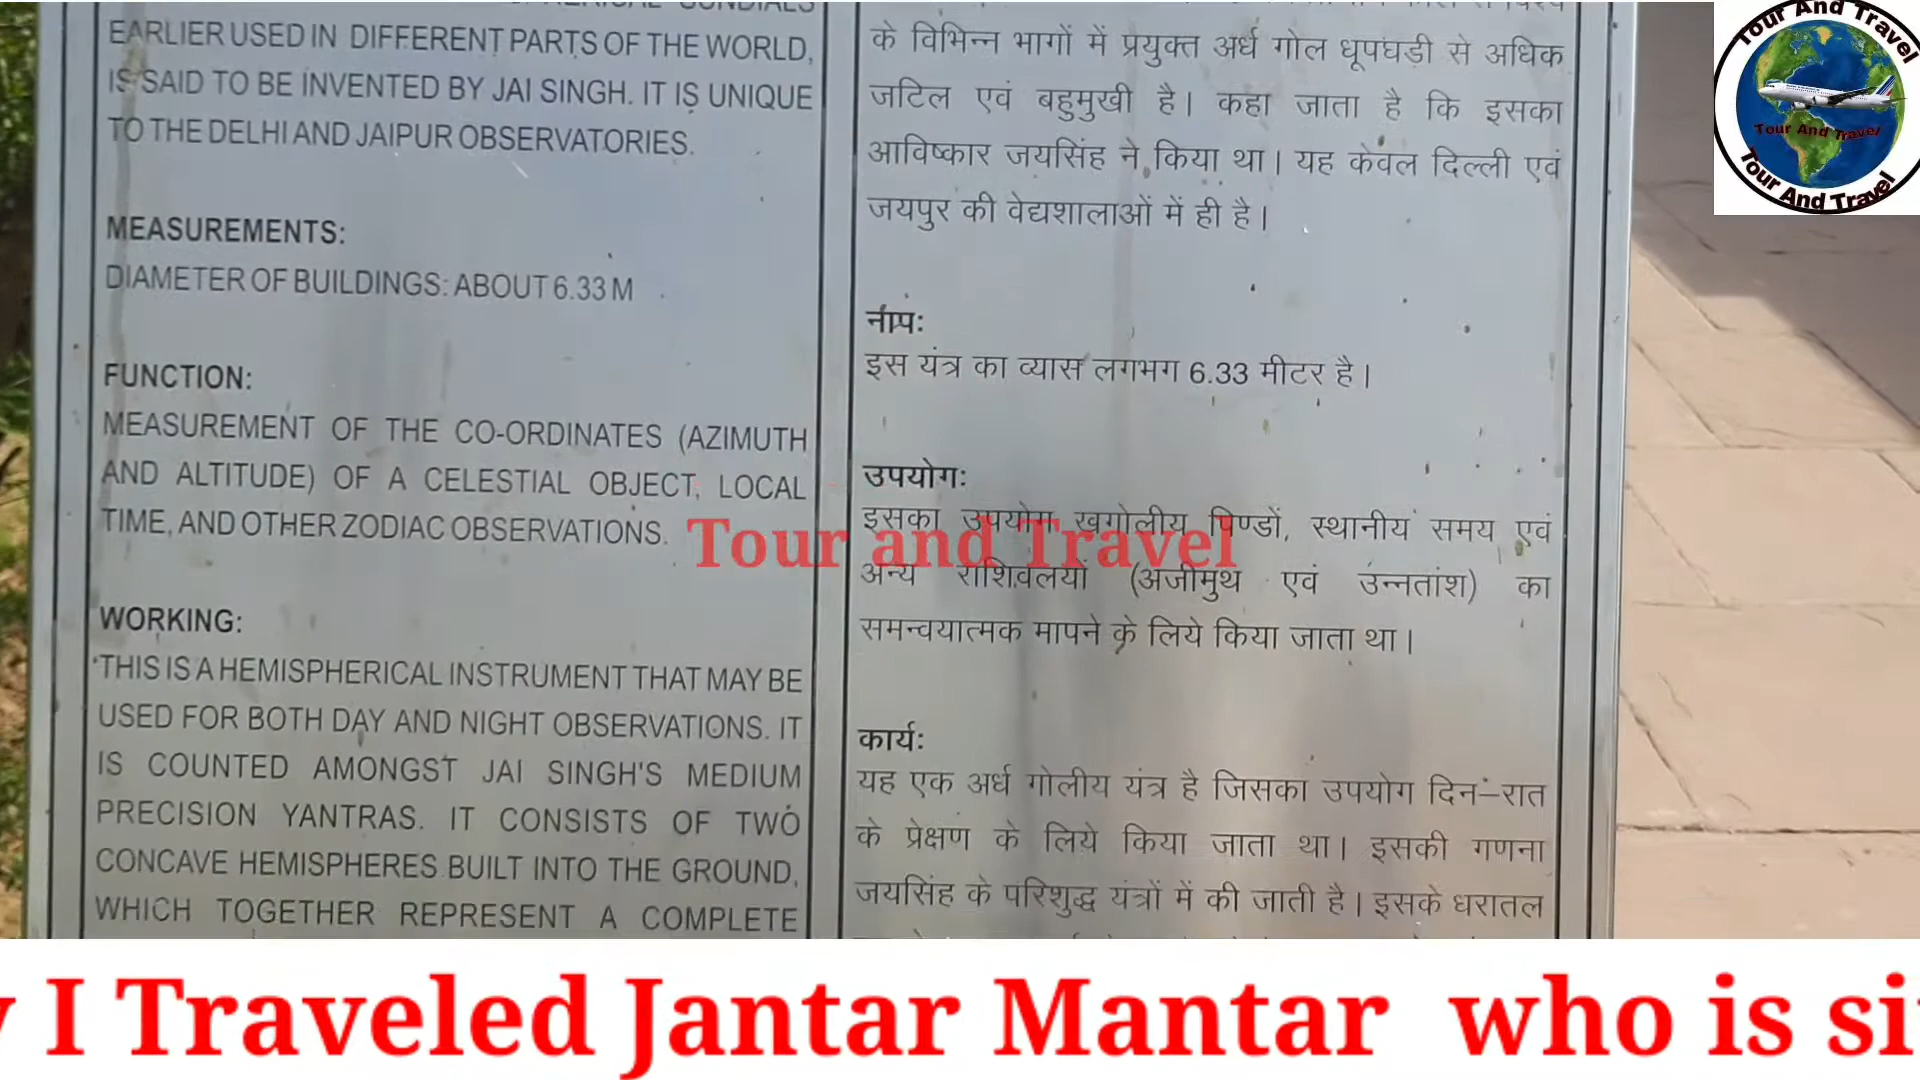 EARLIER USED IN DIFFERENT PARTS OF THE WORLD,
IS SAID TO BE INVENTED BY JAI SINGH. IT IS UNIQUE
TO THE DELHI AND JAIPUR OBSERVATORIES.
MEASUREMENTS:
DIAMETER OF BUILDINGS: ABOUT 6.33 M
FUNCTION:
MEASUREMENT OF THE CO-ORDINATES (AZIMUTH
AND ALTITUDE) OF A CELESTIAL OBJECT, LOCAL
TIME, AND OTHER ZODIAC OBSERVATIONS.
WORKING:
THIS IS A HEMISPHERICAL INSTRUMENT THAT MAY BE
USED FOR BOTH DAY AND NIGHT OBSERVATIONS. IT
IS COUNTED AMONGST JAI SINGH'S MEDIUM
PRECISION YANTRAS. IT CONSISTS OF TWO
CONCAVE HEMISPHERES BUILT INTO THE GROUND,
WHICH TOGETHER REPRESENT A COMPLETE
के विभिन्न भागों में प्रयुक्त अर्ध गोल धूपघड़ी से अधिक
जटिल एवं बहुमुखी है। कहा जाता है कि इसका
आविष्कार जयसिंह ने किया था। यह केवल दिल्ली एवं
जयपुर की वेद्यशालाओं में ही है।
नाप:
इस यंत्र का व्यास लगभग 6.33 मीटर है।
उपयोग:
इसका उपयोग खगोलीय पिण्डों, स्थानीय समय एवं
अन्य राशिवलयों (अजीमुथ एवं उन्नतांश) का
समन्वयात्मक मापने के लिये किया जाता था।
कार्य:
यह एक अर्ध गोलीय यंत्र है जिसका उपयोग दिन–रात
के प्रेक्षण के लिये किया जाता था। इसकी गणना
जयसिंह के परिशुद्ध यंत्रों में की जाती है। इसके धरातल
Tour And Travel
Tour And Travel
Tour And Travel
Tour and Travel
I Traveled Jantar Mantar who is